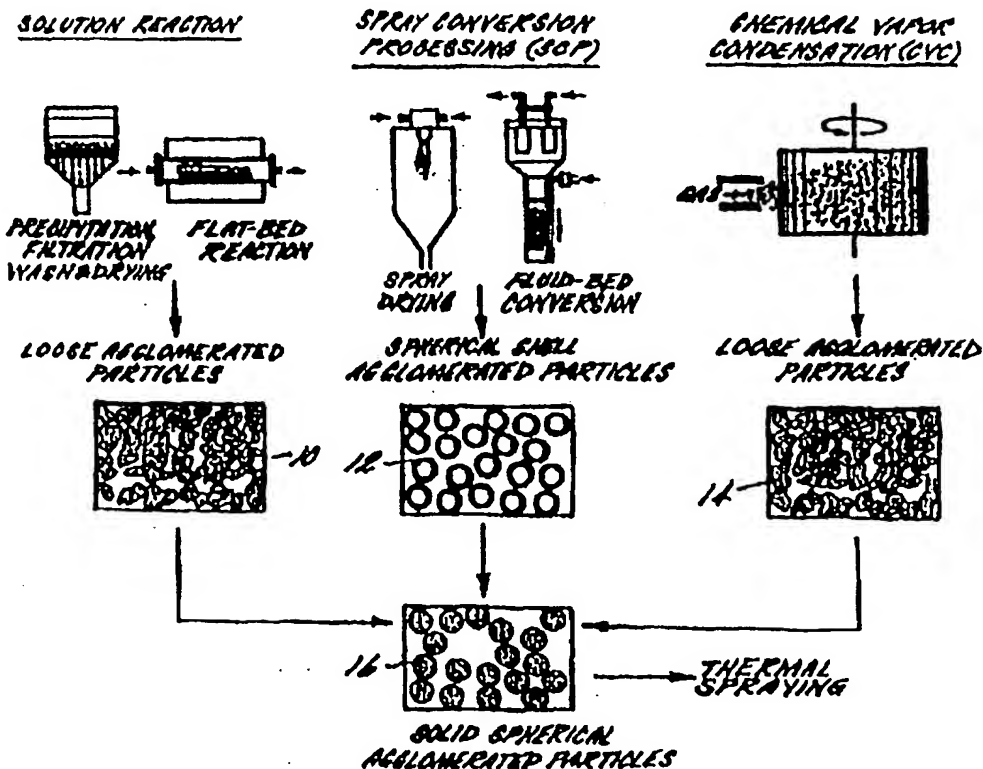 SOLUTION REACTION
SPRAY CONVERSION
PROCESSING (SCP)
CHEMICAL VAPOR
CONDENSATION (CVC)
PRECIPITATION,
FILTRATION
WASH & DRYING
FLAT-BED
REACTION
SPRAY
DRYING
FLUID-BED
CONVERSION
GAS
LOOSE AGGLOMERATED
PARTICLES
SPHERICAL SHELL
AGGLOMERATED PARTICLES
LOOSE AGGLOMERATED
PARTICLES
10
12
14
16
THERMAL
SPRAYING
SOLID SPHERICAL
AGGLOMERATED PARTICLES